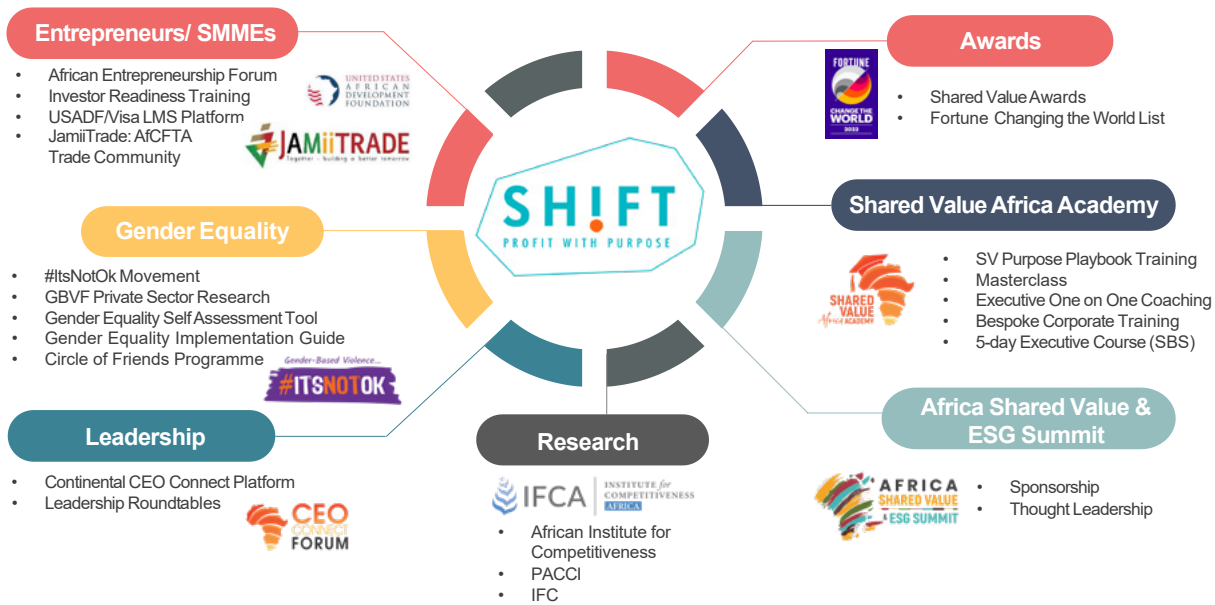 Entrepreneurs/ SMMEs
• African Entrepreneurship Forum
• Investor Readiness Training
• USADF/Visa LMS Platform
• JamiiTrade: AfCFTA
Trade Community
UNITED STATES
AFRICAN
DEVELOPMENT
FOUNDATION
JAMiiTRADE
Together - building a better tomorrow
Gender Equality
• #ItsNotOk Movement
• GBVF Private Sector Research
• Gender Equality Self Assessment Tool
• Gender Equality Implementation Guide
• Circle of Friends Programme
Gender-Based Violence...
#ITSNOTOK
Leadership
• Continental CEO Connect Platform
• Leadership Roundtables
CEO
CONNECT
FORUM
SH!FT
PROFIT WITH PURPOSE
Research
IFCA
INSTITUTE for
COMPETITIVENESS
AFRICA
• African Institute for
Competitiveness
• PACCI
• IFC
Awards
FORTUNE
CHANGE THE
WORLD
• Shared Value Awards
• Fortune Changing the World List
Shared Value Africa Academy
SHARED
VALUE
Africa ACADEMY
• SV Purpose Playbook Training
• Masterclass
• Executive One on One Coaching
• Bespoke Corporate Training
• 5-day Executive Course (SBS)
Africa Shared Value &
ESG Summit
AFRICA
SHARED VALUE
& ESG SUMMIT
• Sponsorship
• Thought Leadership